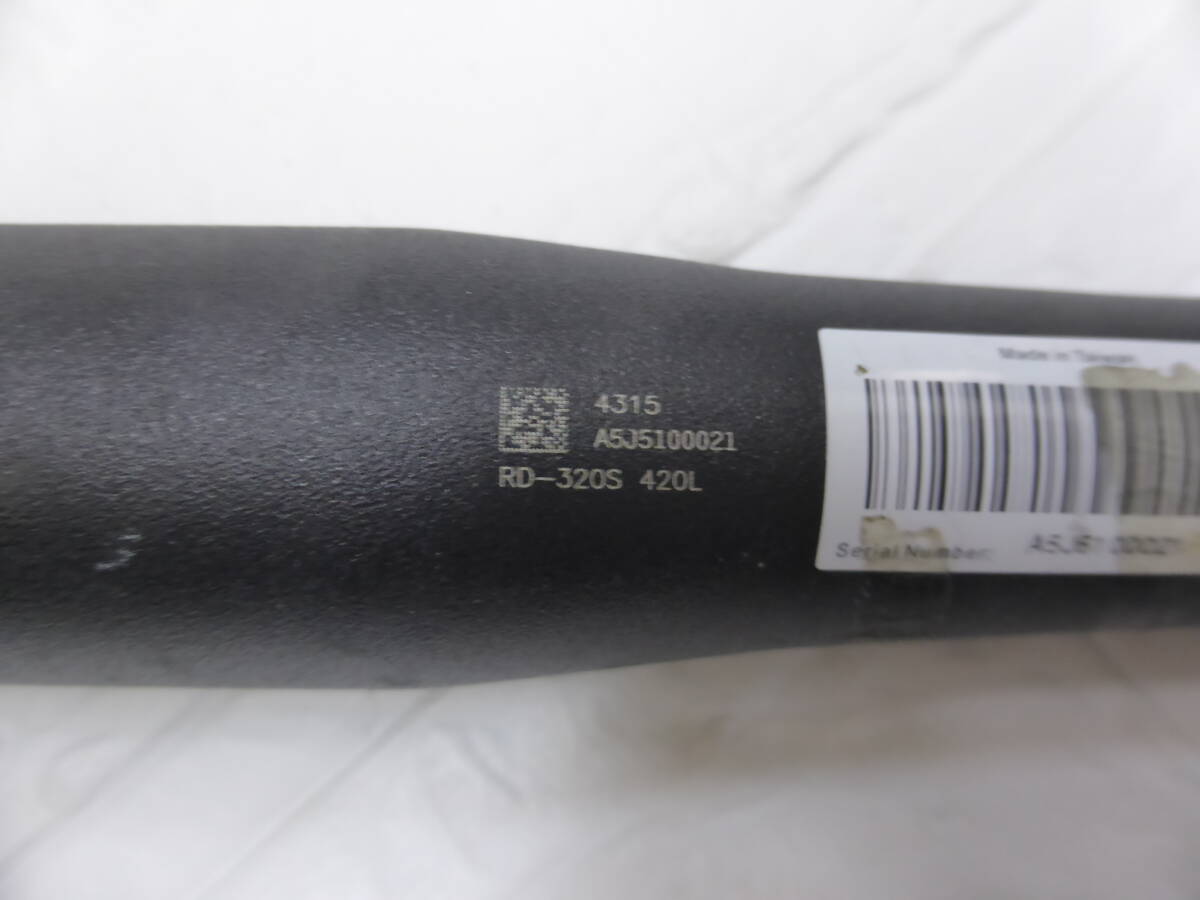 4315
A5J5100021
RD-320S 420L
Made in Taiwan
Serial Number: